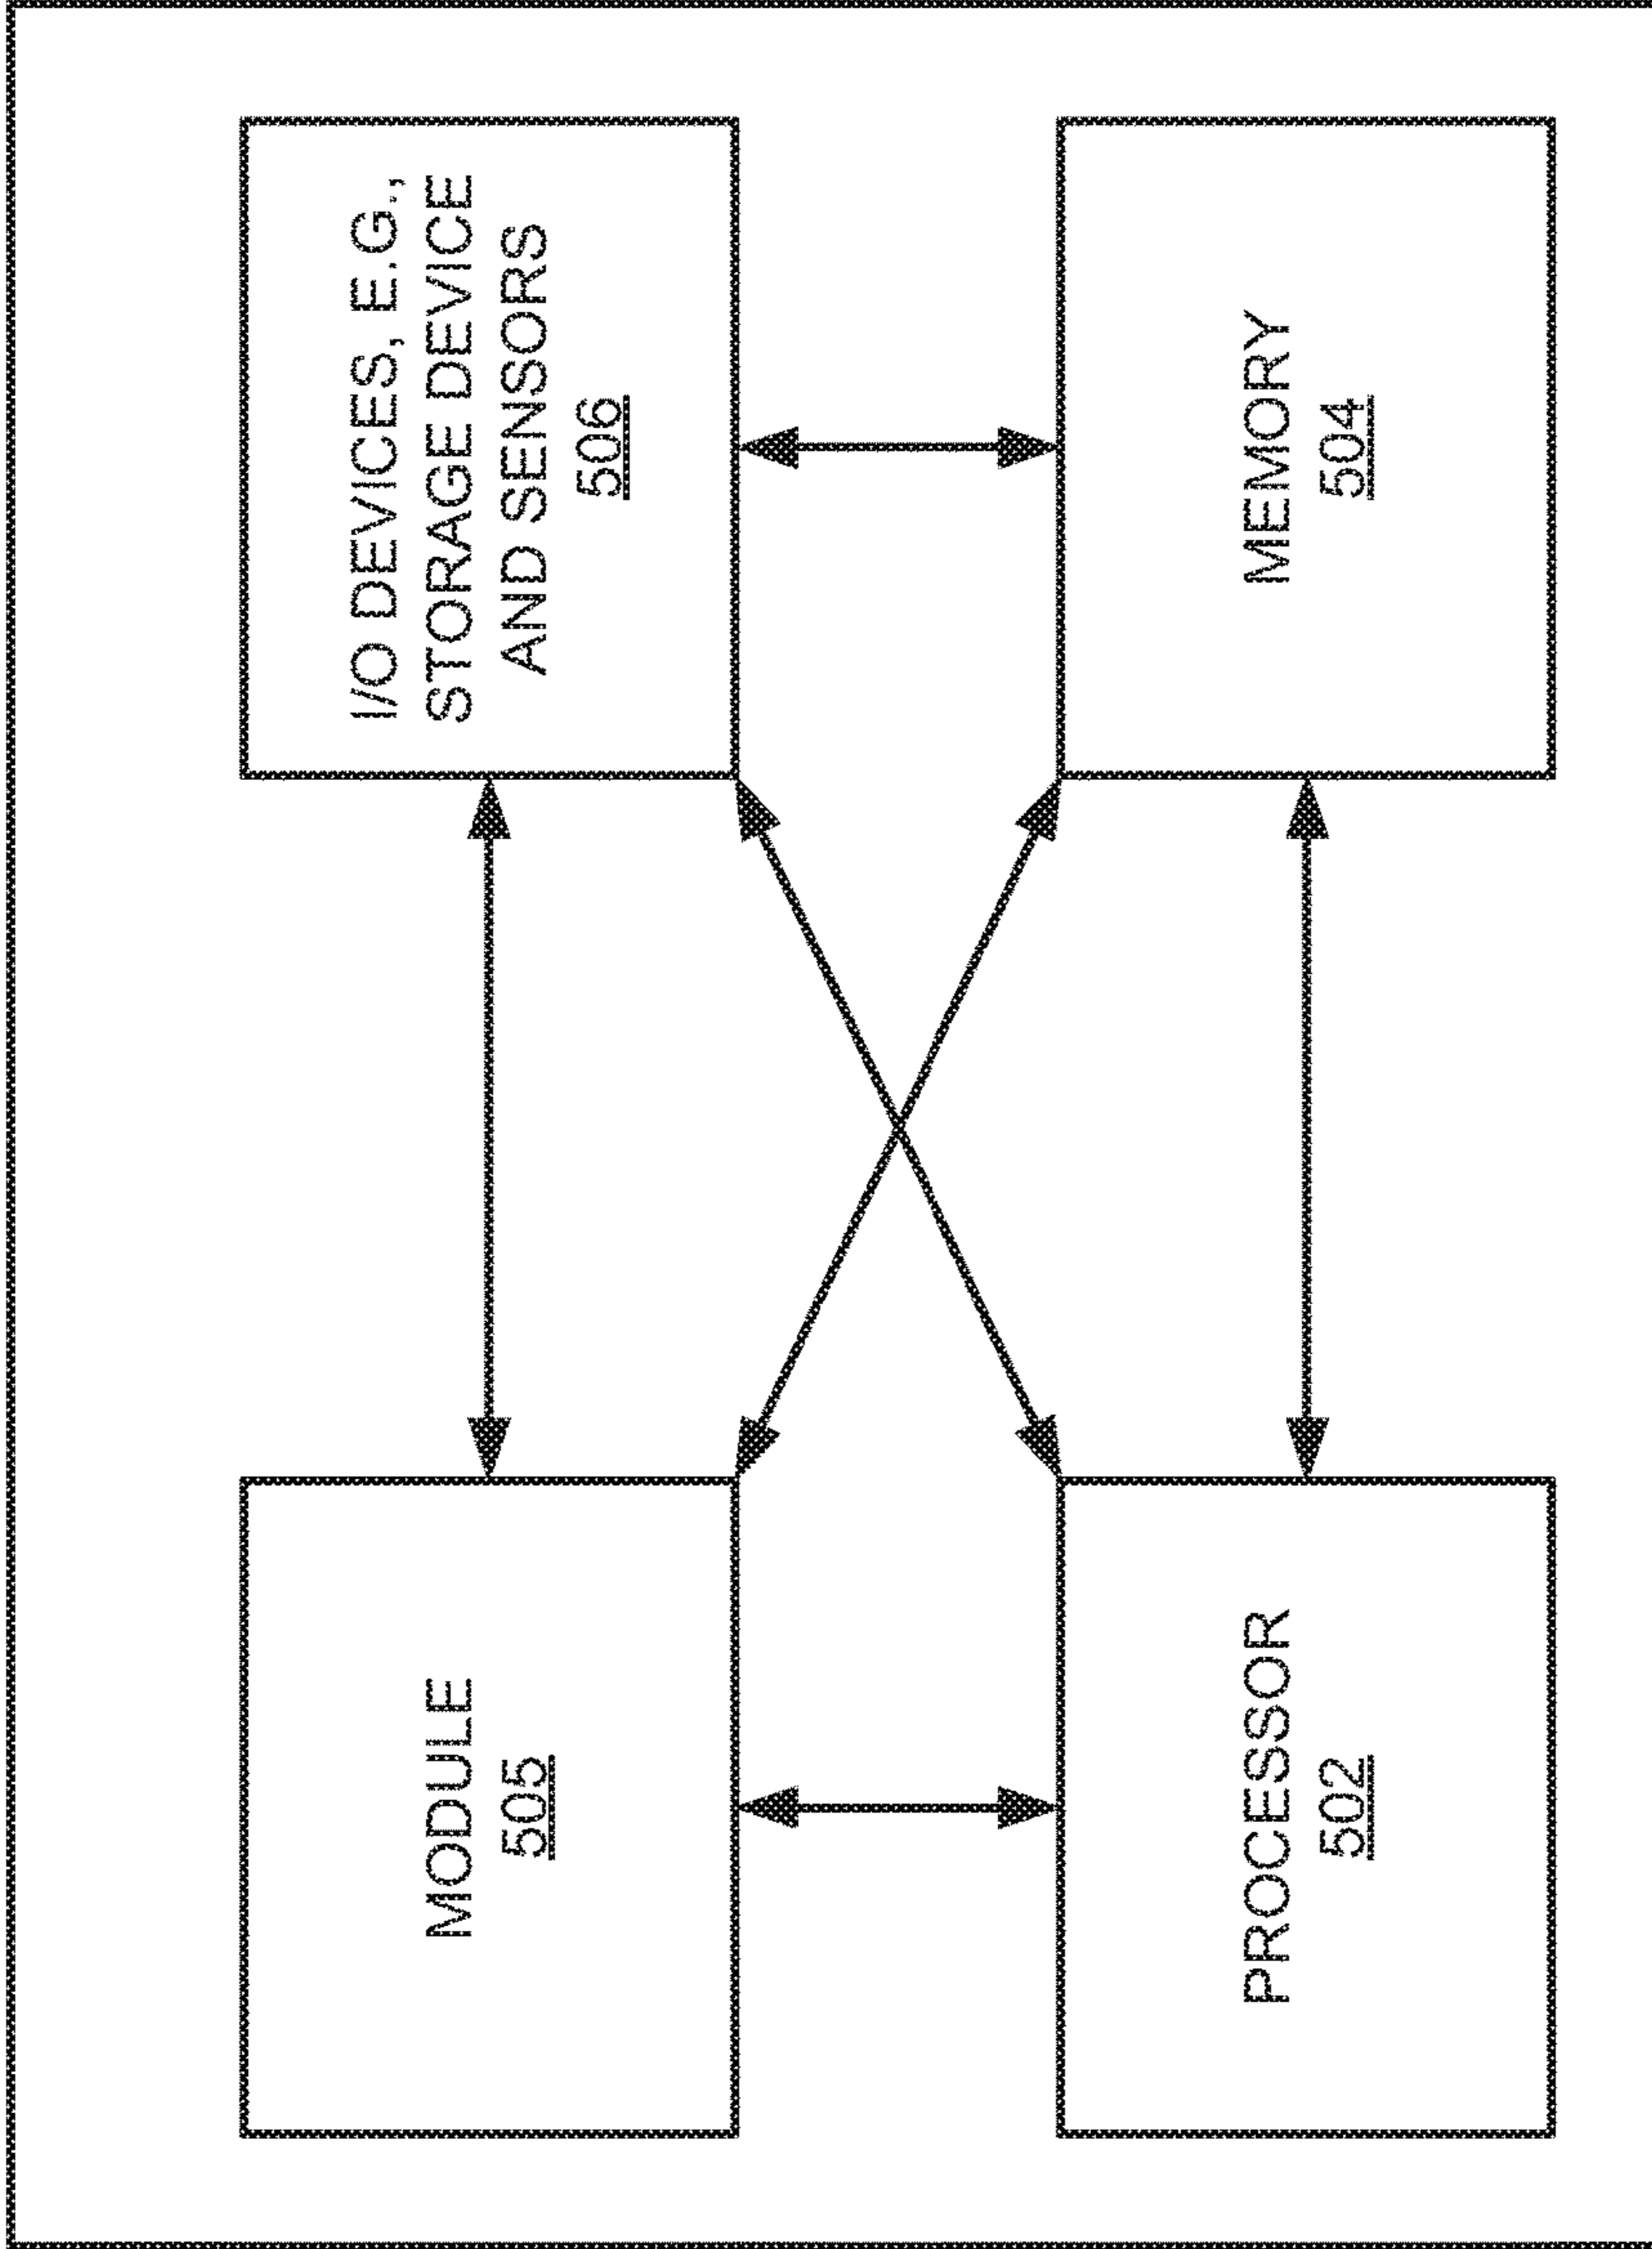 MODULE
505
I/O DEVICES, E.G.,
STORAGE DEVICE
AND SENSORS
506
PROCESSOR
502
MEMORY
504